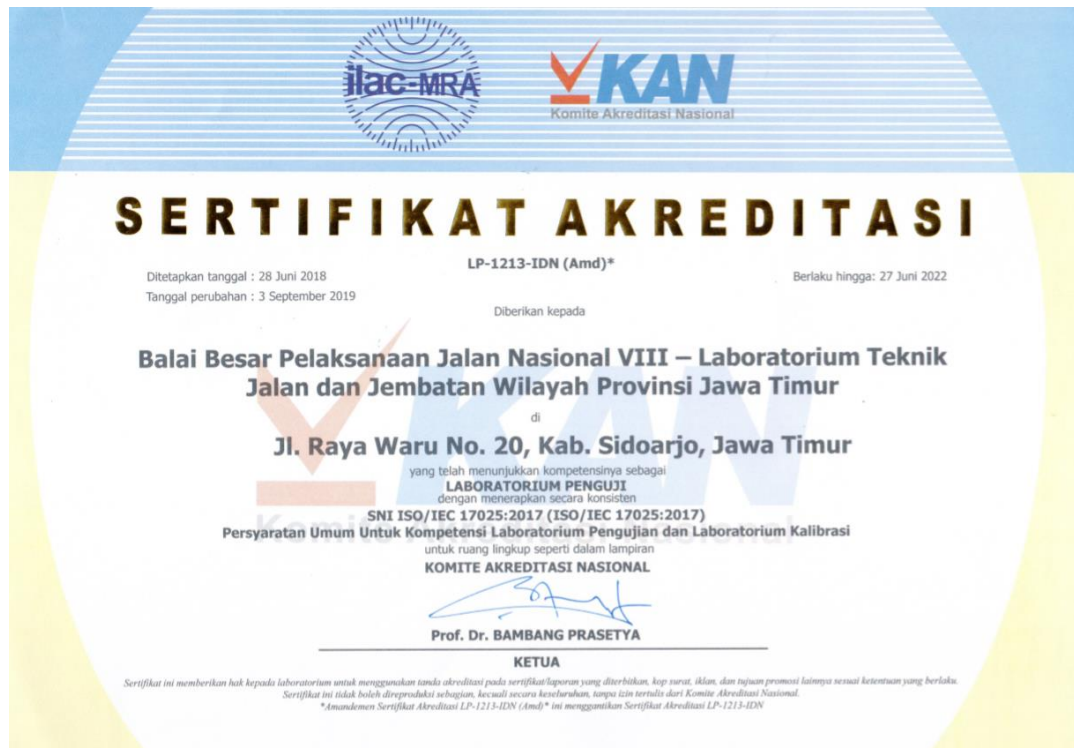 ilac-MRA
KAN
Komite Akreditasi Nasional
SERTIFIKAT AKREDITASI
LP-1213-IDN (Amd)*
Ditetapkan tanggal : 28 Juni 2018
Berlaku hingga: 27 Juni 2022
Tanggal perubahan : 3 September 2019
Diberikan kepada
Balai Besar Pelaksanaan Jalan Nasional VIII – Laboratorium Teknik
Jalan dan Jembatan Wilayah Provinsi Jawa Timur
di
Jl. Raya Waru No. 20, Kab. Sidoarjo, Jawa Timur
yang telah menunjukkan kompetensinya sebagai
LABORATORIUM PENGUJI
dengan menerapkan secara konsisten
SNI ISO/IEC 17025:2017 (ISO/IEC 17025:2017)
Persyaratan Umum Untuk Kompetensi Laboratorium Pengujian dan Laboratorium Kalibrasi
untuk ruang lingkup seperti dalam lampiran
KOMITE AKREDITASI NASIONAL
Prof. Dr. BAMBANG PRASETYA
KETUA
Sertifikat ini memberikan hak kepada laboratorium untuk menggunakan tanda akreditasi pada sertifikat/laporan yang diterbitkan, kop surat, iklan, dan tujuan promosi lainnya sesuai ketentuan yang berlaku.
Sertifikat ini tidak boleh direproduksi sebagian, kecuali secara keseluruhan, tanpa izin tertulis dari Komite Akreditasi Nasional.
*Amandemen Sertifikat Akreditasi LP-1213-IDN (Amd)* ini menggantikan Sertifikat Akreditasi LP-1213-IDN
KAN
Komite Akreditasi Nasional